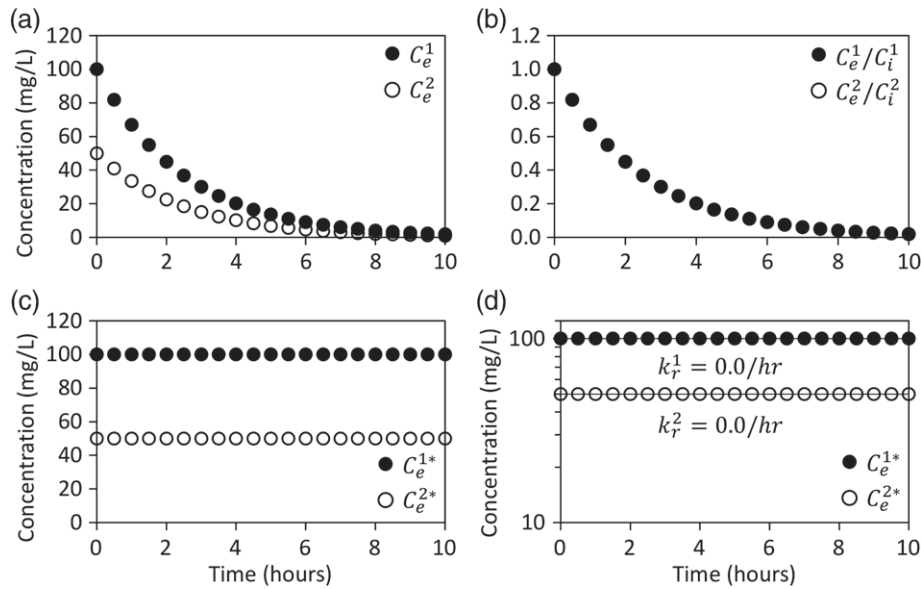 (a)
Concentration (mg/L)
120
100
80
60
40
20
0
0 2 4 6 8 10
C_e^1
C_e^2
(b)
Concentration (mg/L)
1.2
1.0
0.8
0.6
0.4
0.2
0.0
0 2 4 6 8 10
C_e^1/C_i^1
C_e^2/C_i^2
(c)
Concentration (mg/L)
120
100
80
60
40
20
0
0 2 4 6 8 10
Time (hours)
C_e^{1*}
C_e^{2*}
(d)
Concentration (mg/L)
100
10
0 2 4 6 8 10
Time (hours)
k_r^1 = 0.0/hr
k_r^2 = 0.0/hr
C_e^{1*}
C_e^{2*}